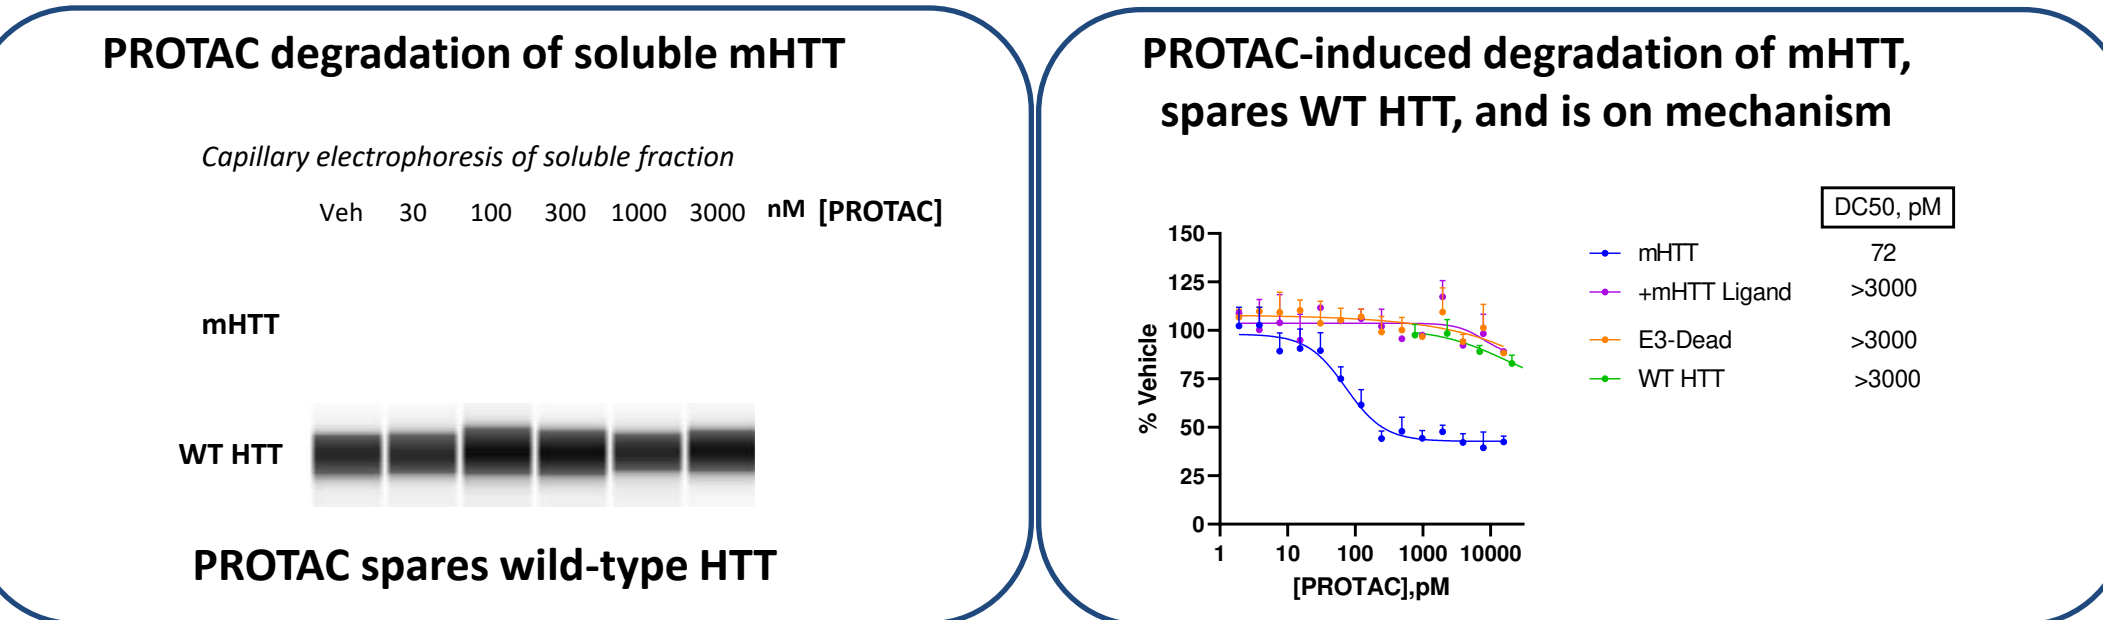 PROTAC degradation of soluble mHTT
Capillary electrophoresis of soluble fraction
Veh 30 100 300 1000 3000 nM [PROTAC]
mHTT
WT HTT
PROTAC spares wild-type HTT
PROTAC-induced degradation of mHTT,
spares WT HTT, and is on mechanism
DC50, pM
mHTT 72
+mHTT Ligand >3000
E3-Dead >3000
WT HTT >3000
% Vehicle
150
125
100
75
50
25
0
1 10 100 1000 10000
[PROTAC],pM